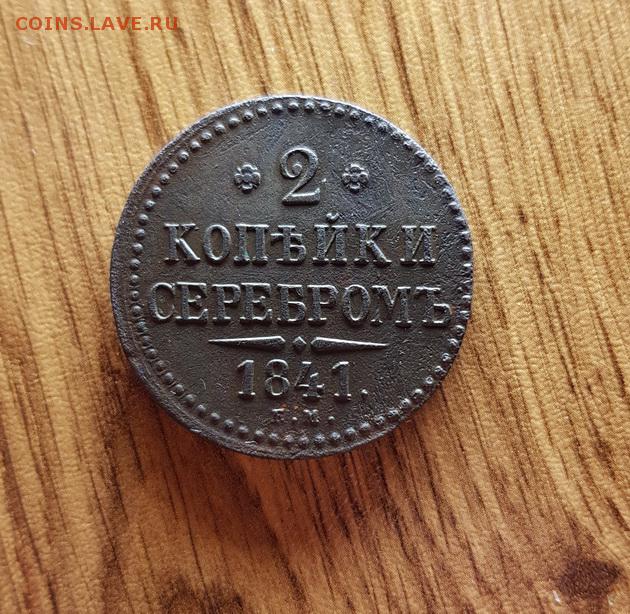 COINS.LAVE.RU
2
КОПѢЙКИ
СЕРЕБРОМЪ
1841.